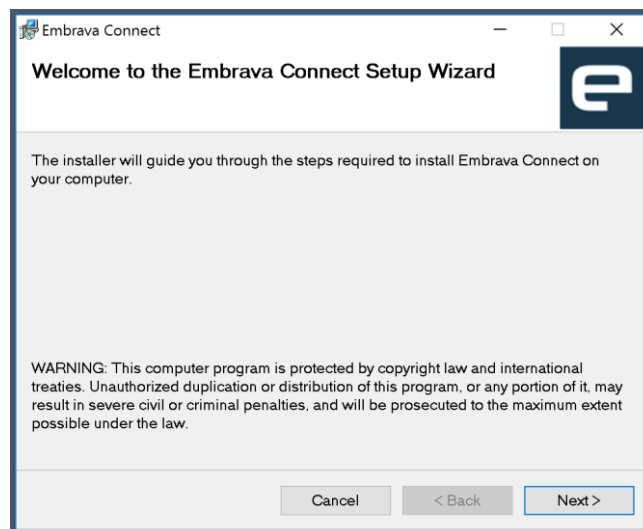 Embrava Connect
Welcome to the Embrava Connect Setup Wizard
e
The installer will guide you through the steps required to install Embrava Connect on
your computer.
WARNING: This computer program is protected by copyright law and international
treaties. Unauthorized duplication or distribution of this program, or any portion of it, may
result in severe civil or criminal penalties, and will be prosecuted to the maximum extent
possible under the law.
Cancel
< Back
Next >